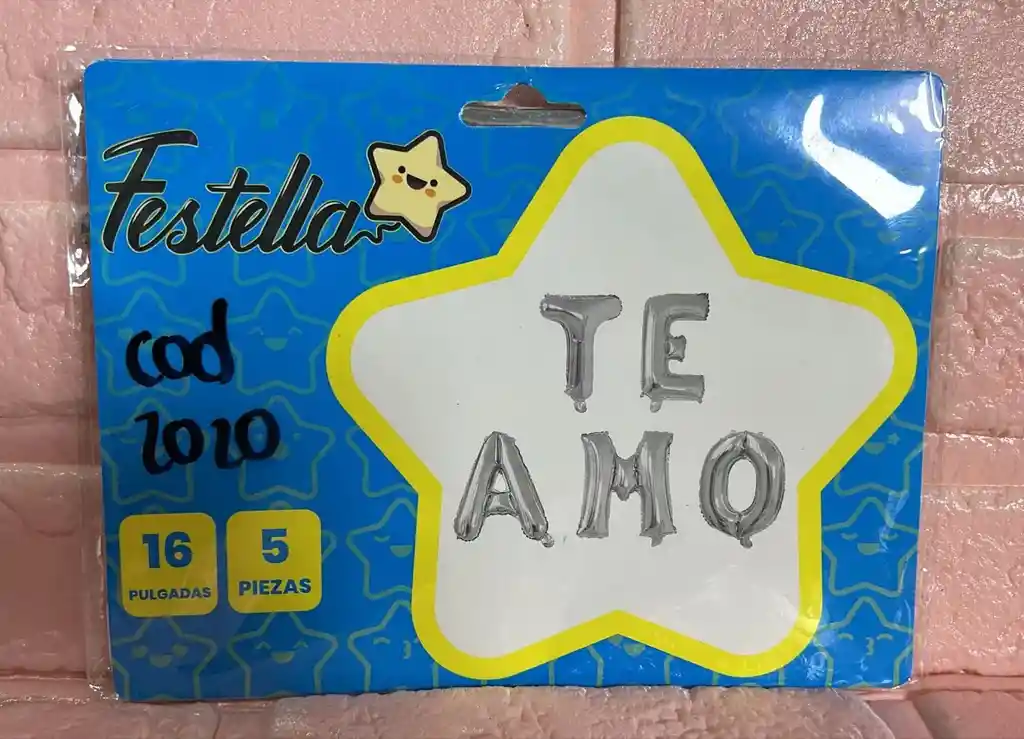 Festella
cod
2020
16
PULGADAS
5
PIEZAS
TE
AMO